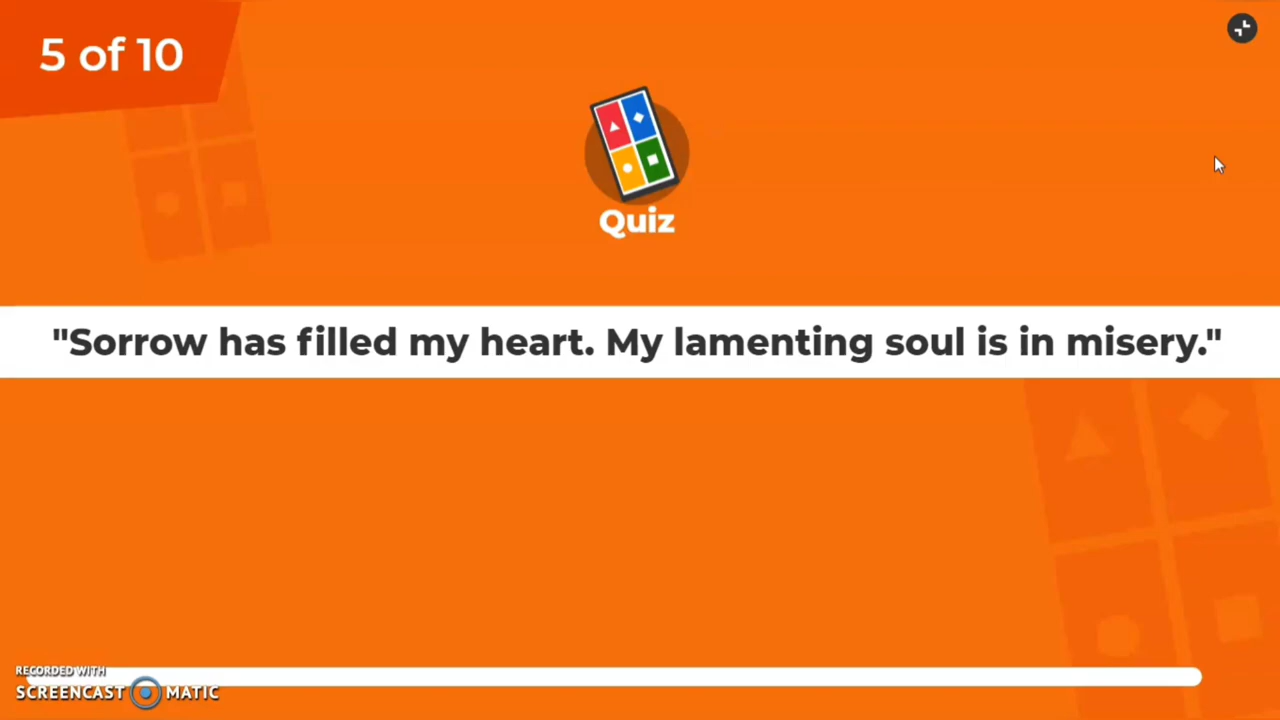 5 of 10
Quiz
"Sorrow has filled my heart. My lamenting soul is in misery."
RECORDED WITH
SCREENCAST MATIC